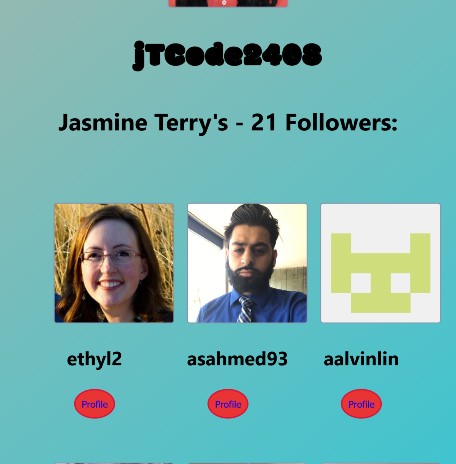 jTCode2408
Jasmine Terry's - 21 Followers:
ethyl2 asahmed93 aalvinlin
Profile Profile Profile